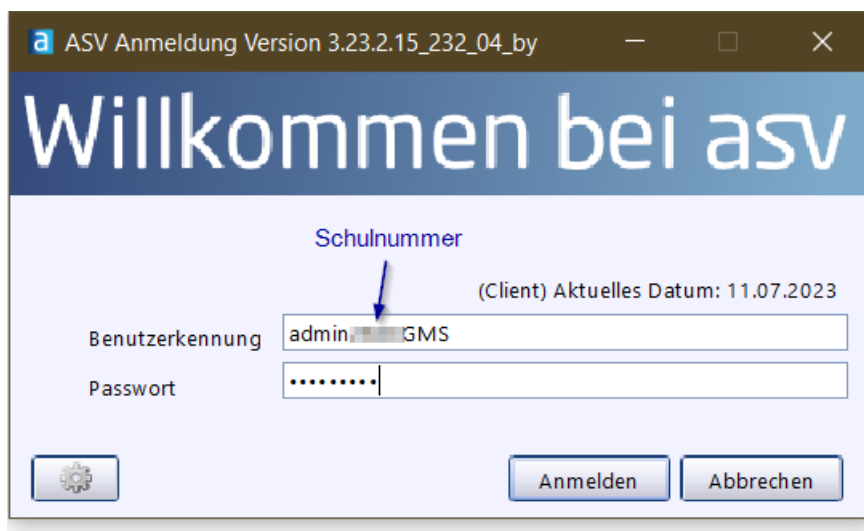 a ASV Anmeldung Version 3.23.2.15_232_04_by
Willkommen bei asv
Schulnummer
(Client) Aktuelles Datum: 11.07.2023
Benutzerkennung admin GMS
Passwort •••••••••
Anmelden Abbrechen